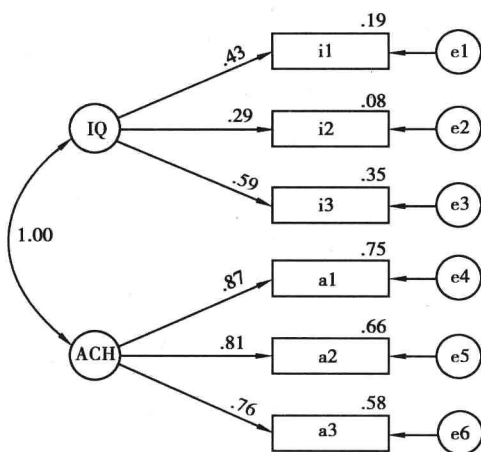 .19
.43
i1
e1
.08
IQ
.29
i2
e2
.35
.59
i3
e3
1.00
.75
.87
a1
e4
.66
ACH
.81
a2
e5
.58
.76
a3
e6